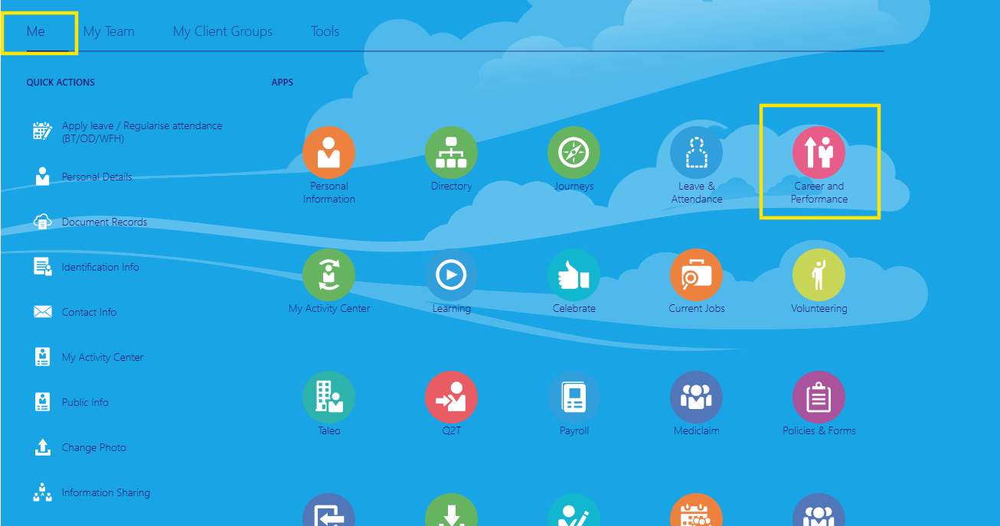 Me
My Team
My Client Groups
Tools
QUICK ACTIONS
APPS
Apply leave / Regularise attendance
(BT/OD/WFH)
Personal Details
Document Records
Identification Info
Contact Info
My Activity Center
Public Info
Change Photo
Information Sharing
Personal
Information
Directory
Journeys
Leave &
Attendance
Career and
Performance
My Activity Center
Learning
Celebrate
Current Jobs
Volunteering
Taleo
Q2T
Payroll
Mediclaim
Policies & Forms